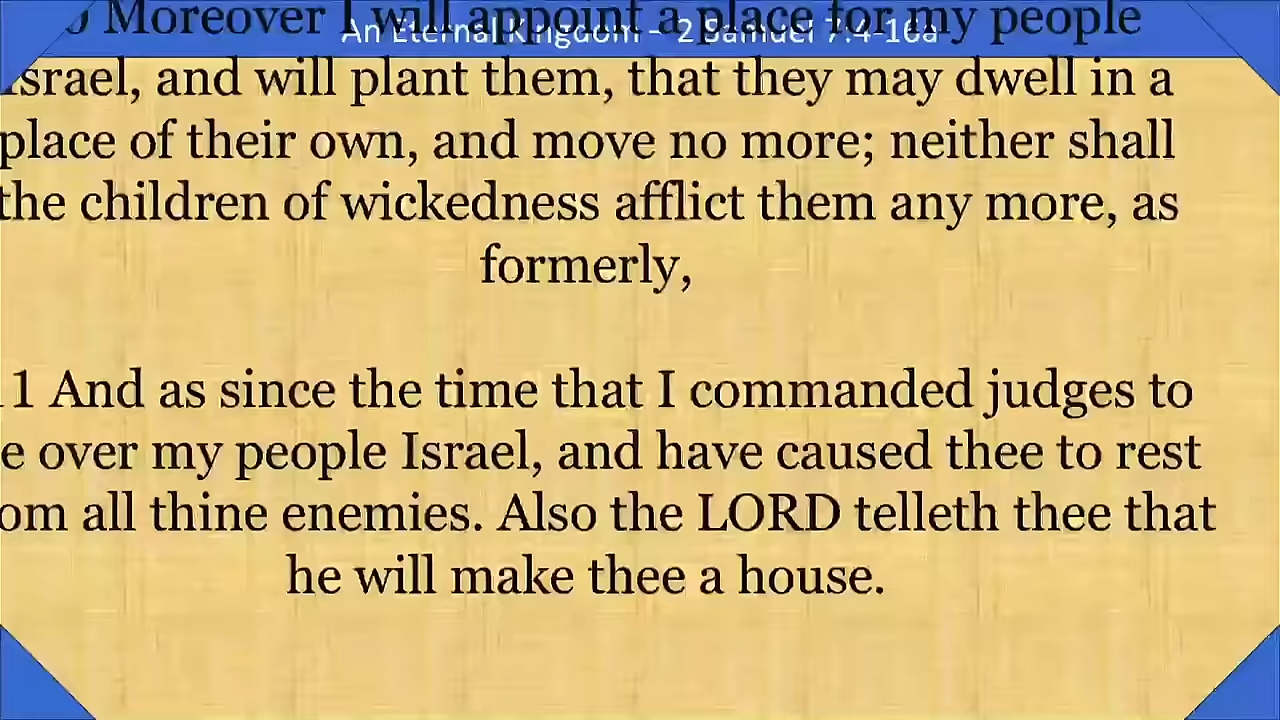 An Eternal Kingdom - 2 Samuel 7:4-16a
0 Moreover I will appoint a place for my people
Israel, and will plant them, that they may dwell in a
place of their own, and move no more; neither shall
the children of wickedness afflict them any more, as
formerly,
11 And as since the time that I commanded judges to
e over my people Israel, and have caused thee to rest
om all thine enemies. Also the LORD telleth thee that
he will make thee a house.